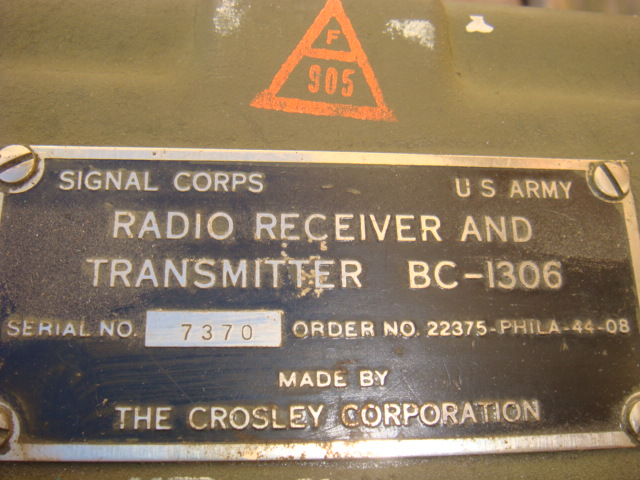 F
905
SIGNAL CORPS U S ARMY
RADIO RECEIVER AND
TRANSMITTER BC-1306
SERIAL NO. 7370 ORDER NO. 22375-PHILA-44-08
MADE BY
THE CROSLEY CORPORATION